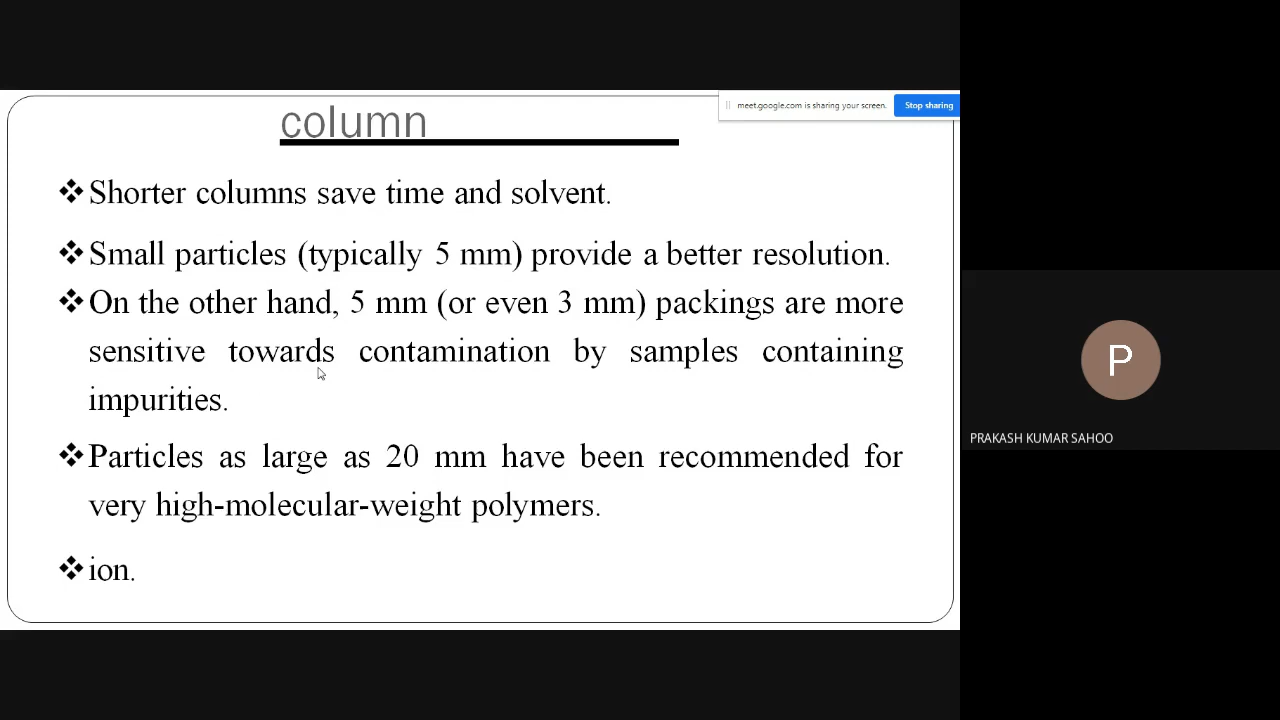 column
meet.google.com is sharing your screen.
Stop sharing
❖Shorter columns save time and solvent.
❖Small particles (typically 5 mm) provide a better resolution.
❖On the other hand, 5 mm (or even 3 mm) packings are more
sensitive towards contamination by samples containing
impurities.
❖Particles as large as 20 mm have been recommended for
very high-molecular-weight polymers.
❖ion.
P
PRAKASH KUMAR SAHOO